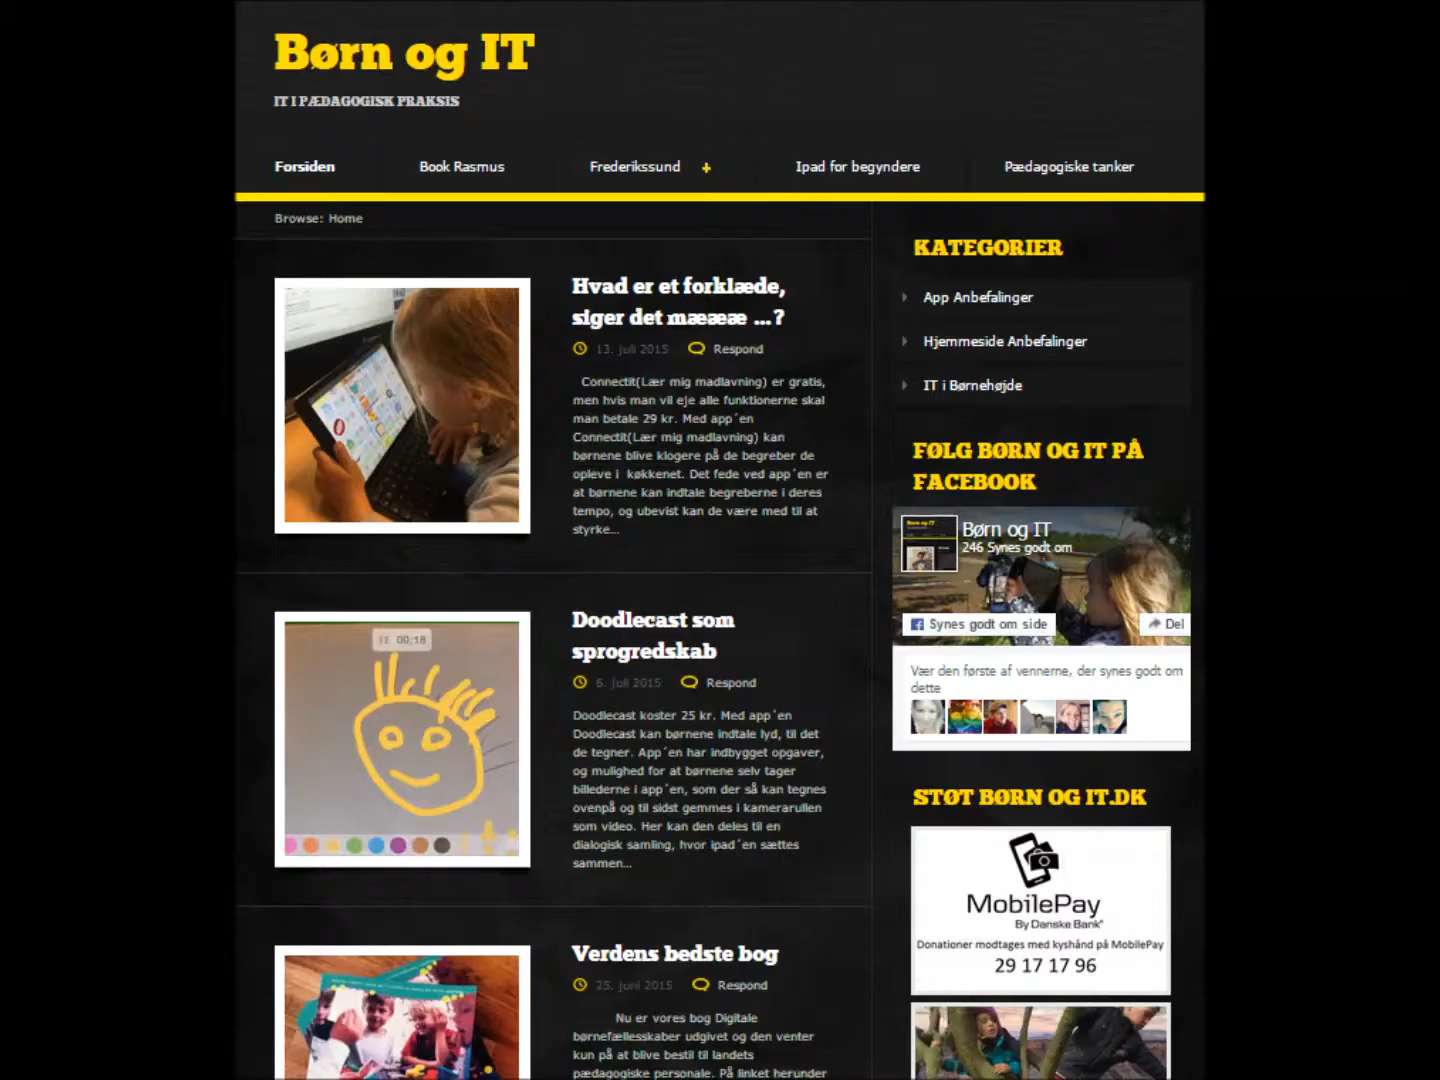 Børn og IT
IT I PÆDAGOGISK PRAKSIS
Forsiden
Book Rasmus
Frederikssund +
Ipad for begyndere
Pædagogiske tanker
Browse: Home
Hvad er et forklæde,
siger det mæææ ...?
13. juli 2015 Respond
Connectit(Lær mig madlavning) er gratis,
men hvis man vil eje alle funktionerne skal
man betale 29 kr. Med app´en
Connectit(Lær mig madlavning) kan
børnene blive klogere på de begreber de
opleve i køkkenet. Det fede ved app´en er
at børnene kan indtale begreberne i deres
tempo, og ubevist kan de være med til at
styrke...
00:18
Doodlecast som
sprogredskab
6. juli 2015 Respond
Doodlecast koster 25 kr. Med app´en
Doodlecast kan børnene indtale lyd, til det
de tegner. App´en har indbygget opgaver,
og mulighed for at børnene selv tager
billederne i app´en, som der så kan tegnes
ovenpå og til sidst gemmes i kamerarullen
som video. Her kan den deles til en
dialogisk samling, hvor ipad´en sættes
sammen...
Verdens bedste bog
25. juni 2015 Respond
Nu er vores bog Digitale
børnefællesskaber udgivet og den venter
kun på at blive bestil til landets
pædagogiske personale. På linket herunder
KATEGORIER
App Anbefalinger
Hjemmeside Anbefalinger
IT i Børnehøjde
FØLG BØRN OG IT PÅ
FACEBOOK
Børn og IT
Børn og IT
246 Synes godt om
Synes godt om side
Del
Vær den første af vennerne, der synes godt om
dette
STØT BØRN OG IT.DK
MobilePay
By Danske Bank®
Donationer modtages med kyshånd på MobilePay
29 17 17 96